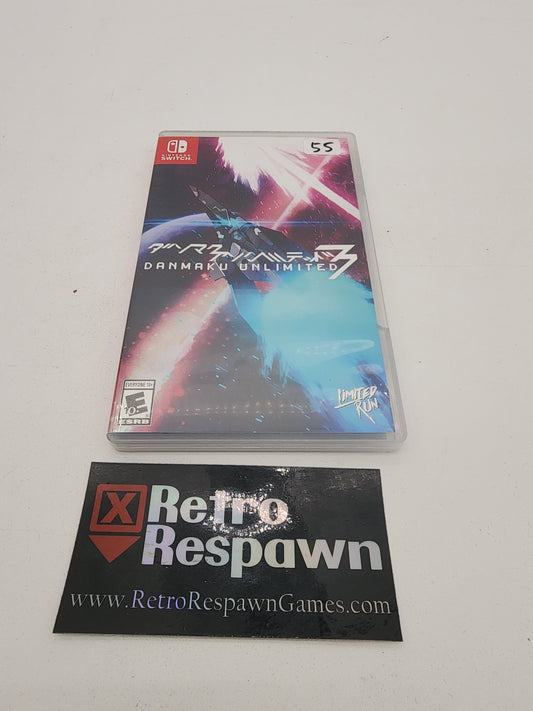 NINTENDO
SWITCH
55
ダンマク アンリミテッド3
DANMAKU UNLIMITED
EVERYONE 10+
E
10+
ESRB
LIMITED
RUN
X
Retro
Respawn
www.RetroRespawnGames.com